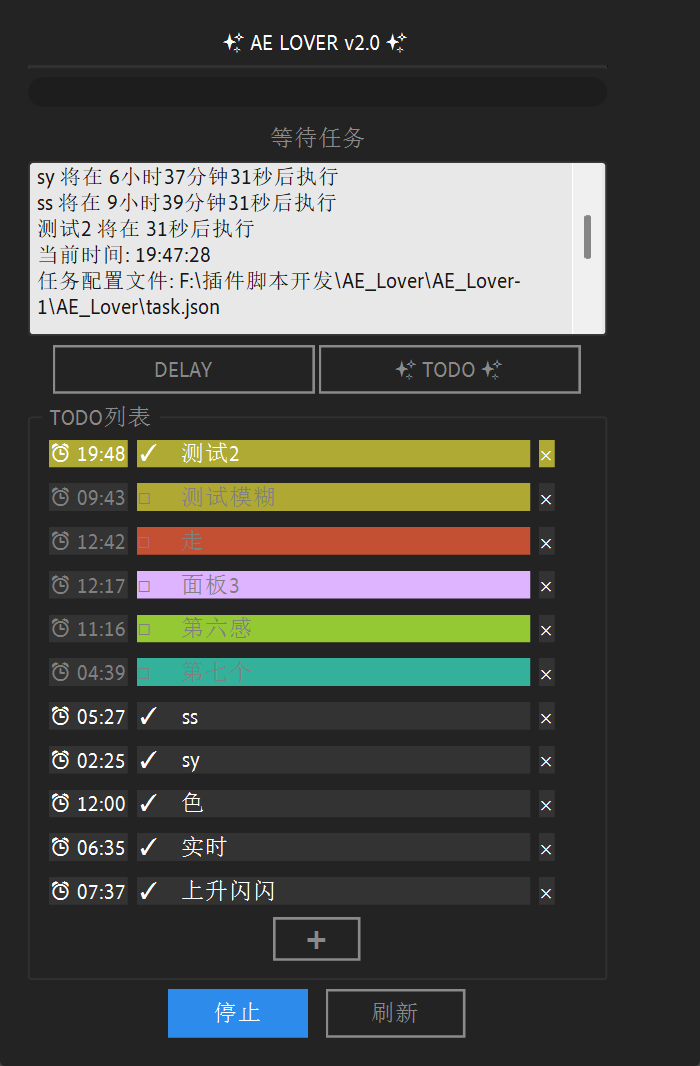 AE LOVER v2.0
等待任务
sy 将在 6小时37分钟31秒后执行
ss 将在 9小时39分钟31秒后执行
测试2 将在 31秒后执行
当前时间: 19:47:28
任务配置文件: F:\插件脚本开发\AE_Lover\AE_Lover-
1\AE_Lover\task.json
DELAY TODO
TODO列表
19:48 ✓ 测试2 ×
09:43 □ 测试模糊 ×
12:42 □ 走 ×
12:17 □ 面板3 ×
11:16 □ 第六感 ×
04:39 □ 第七个 ×
05:27 ✓ ss ×
02:25 ✓ sy ×
12:00 ✓ 色 ×
06:35 ✓ 实时 ×
07:37 ✓ 上升闪闪 ×
+
停止 刷新